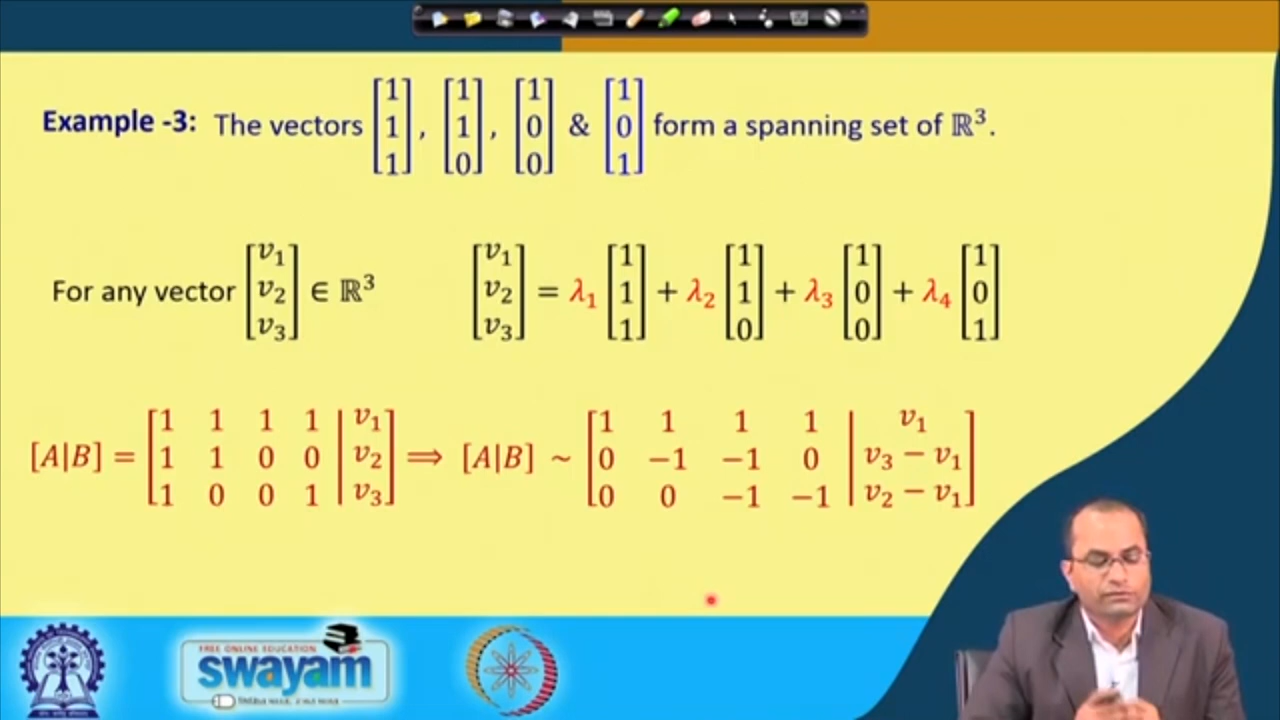 Example -3: The vectors [1 1 1], [1 1 0], [1 0 0] & [1 0 1] form a spanning set of ℝ³.
For any vector [v₁ v₂ v₃] ∈ ℝ³
[v₁ v₂ v₃] = λ₁ [1 1 1] + λ₂ [1 1 0] + λ₃ [1 0 0] + λ₄ [1 0 1]
[A|B] = [1 1 1 1 | v₁
1 1 0 0 | v₂
1 0 0 1 | v₃]
⟹ [A|B] ~ [1 1 1 1 | v₁
0 −1 −1 0 | v₃ − v₁
0 0 −1 −1 | v₂ − v₁]
FREE ONLINE EDUCATION
swayam